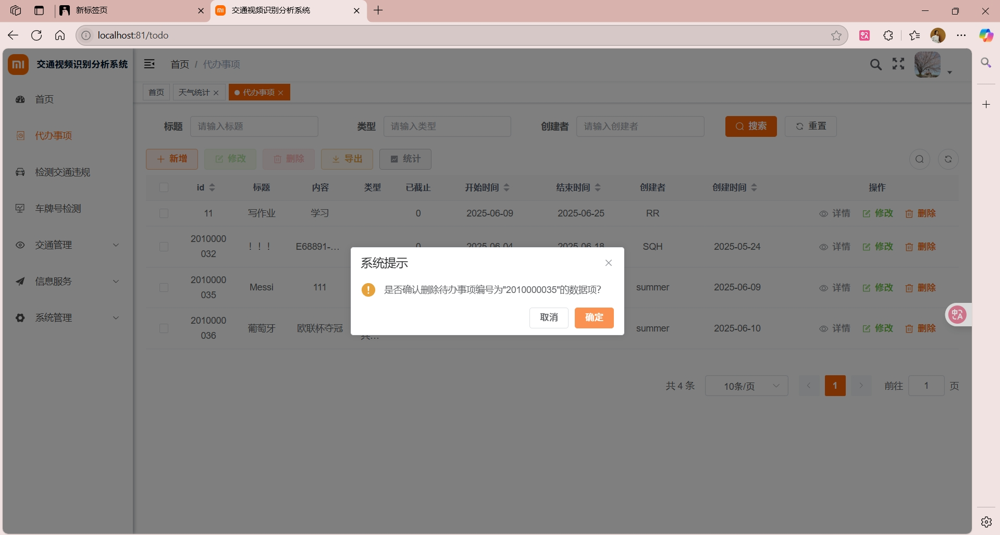 新标签页
交通视频识别分析系统
localhost:81/todo
mi 交通视频识别分析系统
首页 / 代办事项
首页
天气统计
代办事项
首页
代办事项
检测交通违规
车牌号检测
交通管理
信息服务
系统管理
标题 请输入标题 类型 请输入类型 创建者 请输入创建者 搜索 重置
新增 修改 删除 导出 统计
id 标题 内容 类型 已截止 开始时间 结束时间 创建者 创建时间 操作
11 写作业 学习 0 2025-06-09 2025-06-25 RR 详情 修改 删除
2010000032 ！！！ E68891-... 0 2025-06-04 2025-06-18 SQH 2025-05-24 详情 修改 删除
2010000035 Messi 111 summer 2025-06-09 详情 修改 删除
2010000036 葡萄牙 欧联杯夺冠 summer 2025-06-10 详情 修改 删除
系统提示
是否确认删除待办事项编号为"2010000035"的数据项?
取消 确定
共 4 条 10条/页 1 前往 1 页